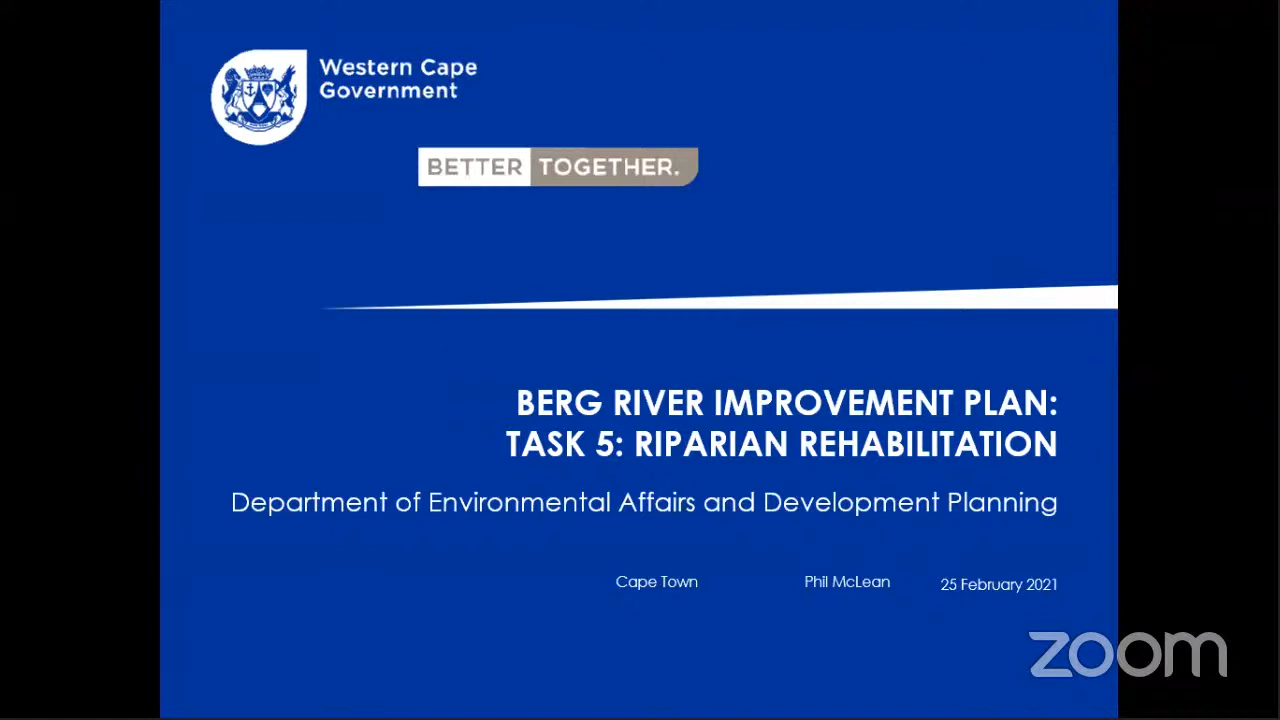 Western Cape
Government
BETTER TOGETHER.
BERG RIVER IMPROVEMENT PLAN:
TASK 5: RIPARIAN REHABILITATION
Department of Environmental Affairs and Development Planning
Cape Town Phil McLean 25 February 2021
zoom